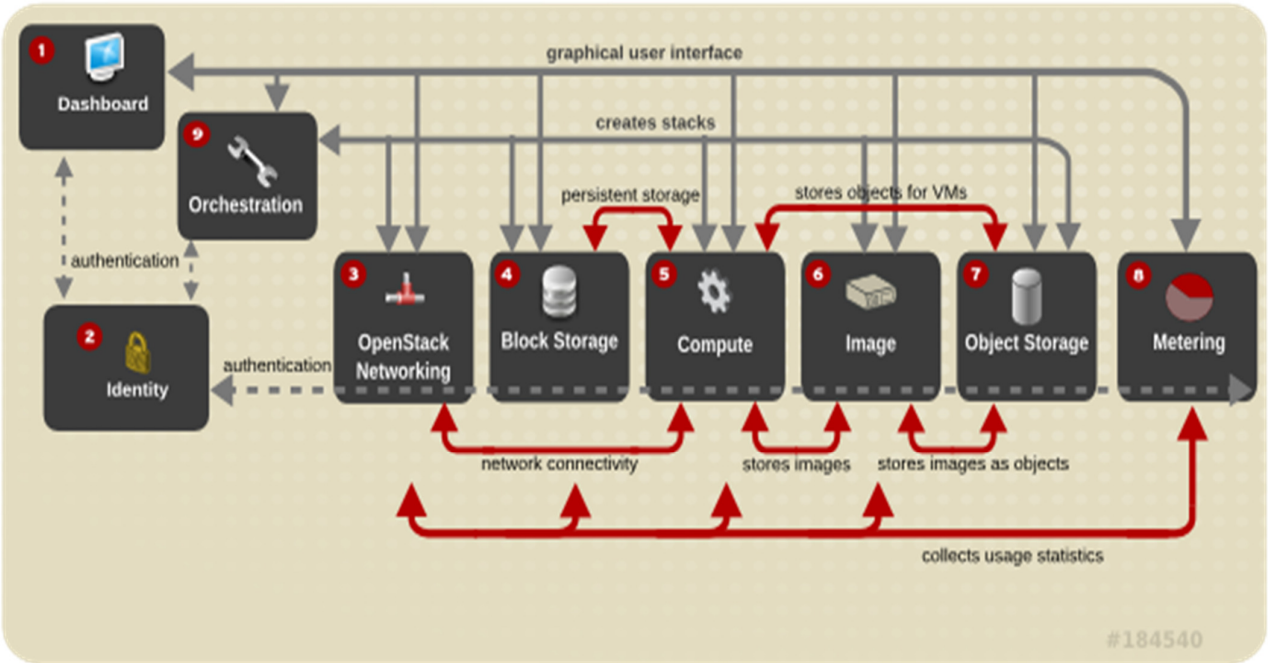 graphical user interface
1
Dashboard
creates stacks
9
Orchestration
persistent storage
stores objects for VMs
authentication
3
OpenStack
Networking
4
Block Storage
5
Compute
6
Image
7
Object Storage
8
Metering
2
Identity
authentication
network connectivity
stores images
stores images as objects
collects usage statistics
#184540